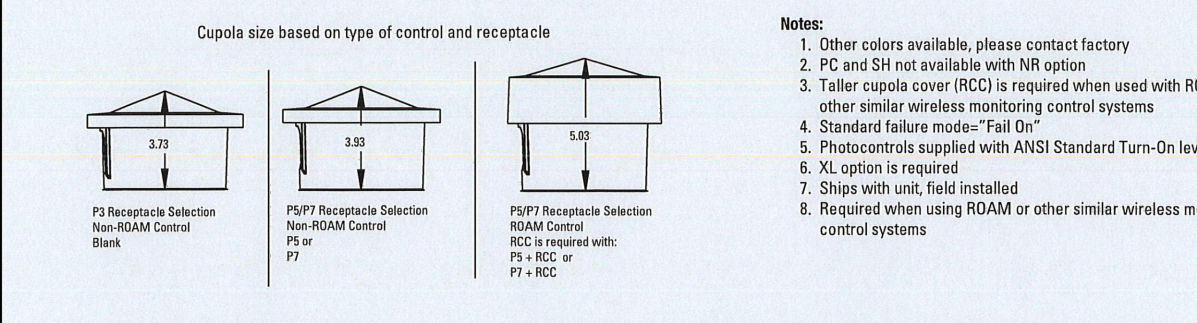 Cupola size based on type of control and receptacle
3.73
3.93
5.03
P3 Receptacle Selection
Non-ROAM Control
Blank
P5/P7 Receptacle Selection
Non-ROAM Control
P5 or
P7
P5/P7 Receptacle Selection
ROAM Control
RCC is required with:
P5 + RCC or
P7 + RCC
Notes:
1. Other colors available, please contact factory
2. PC and SH not available with NR option
3. Taller cupola cover (RCC) is required when used with
other similar wireless monitoring control systems
4. Standard failure mode="Fail On"
5. Photocontrols supplied with ANSI Standard Turn-On
6. XL option is required
7. Ships with unit, field installed
8. Required when using ROAM or other similar wireless
control systems